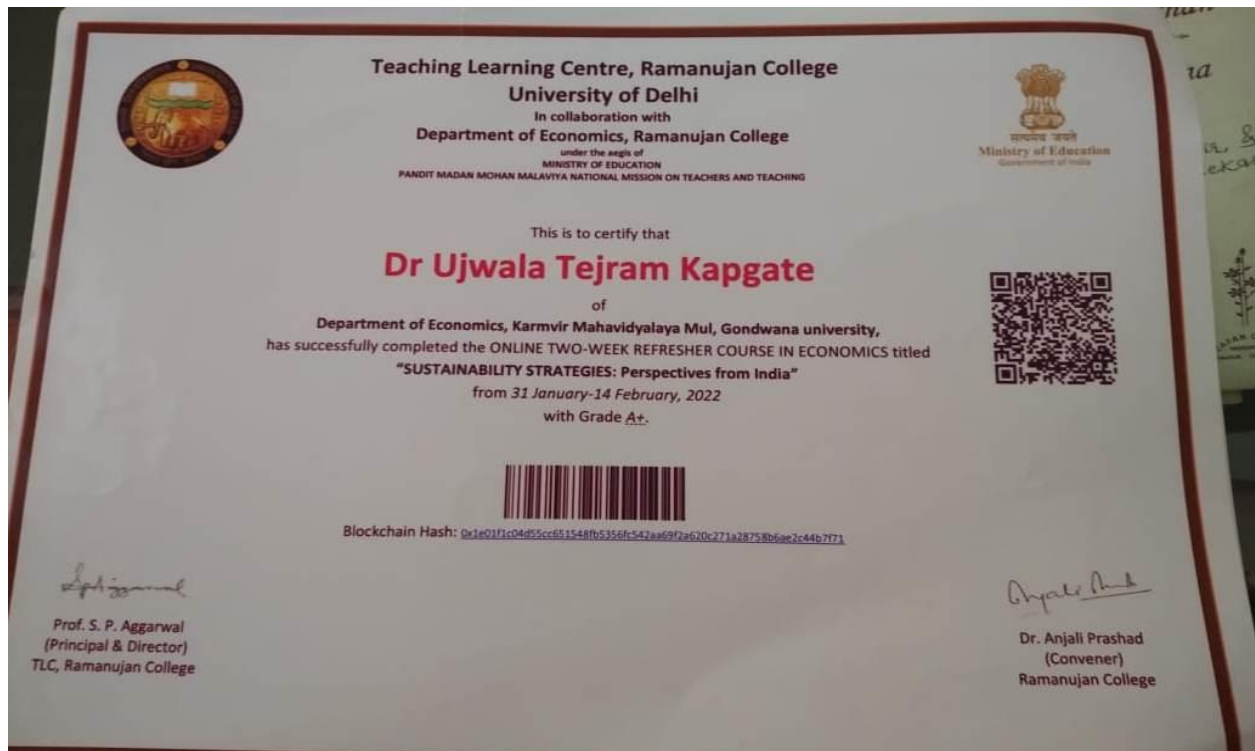 Teaching Learning Centre, Ramanujan College
University of Delhi
In collaboration with
Department of Economics, Ramanujan College
under the aegis of
MINISTRY OF EDUCATION
PANDIT MADAN MOHAN MALAVIYA NATIONAL MISSION ON TEACHERS AND TEACHING
सत्यमेव जयते
Ministry of Education
Government of India
This is to certify that
Dr Ujwala Tejram Kapgate
of
Department of Economics, Karmvir Mahavidyalaya Mul, Gondwana university,
has successfully completed the ONLINE TWO-WEEK REFRESHER COURSE IN ECONOMICS titled
"SUSTAINABILITY STRATEGIES: Perspectives from India"
from 31 January-14 February, 2022
with Grade A+.
Blockchain Hash: 0x1e01f1c04d55cc651548fb5356fc542aa69f2a620c271a28758b6ae2c44b7f71
Prof. S. P. Aggarwal
(Principal & Director)
TLC, Ramanujan College
Dr. Anjali Prashad
(Convener)
Ramanujan College